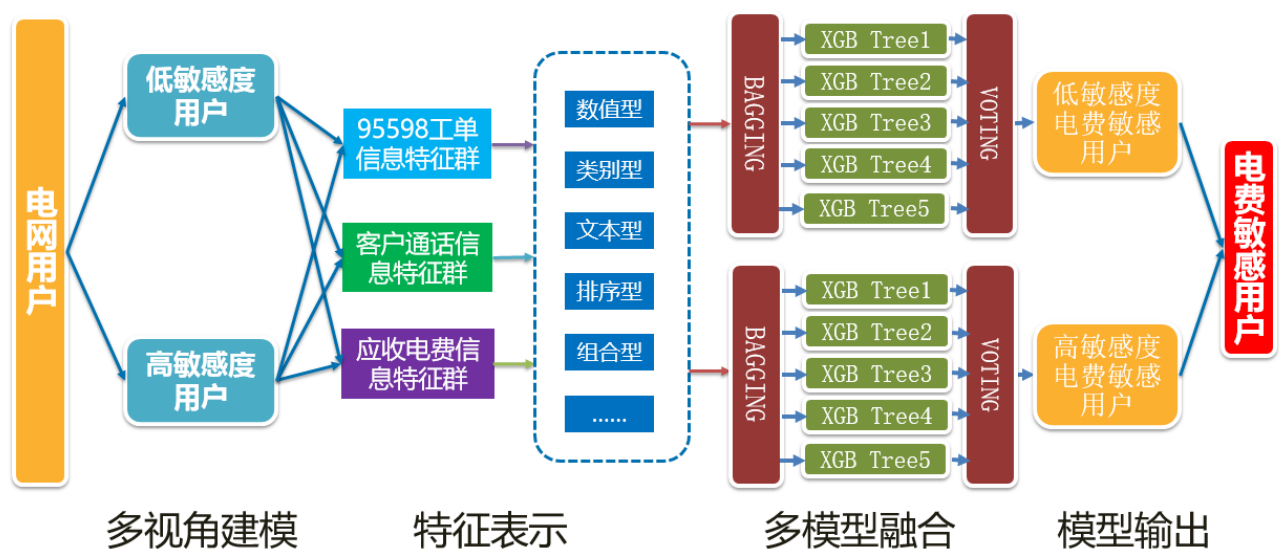 电网用户
低敏感度
用户
高敏感度
用户
95598工单
信息特征群
客户通话信
息特征群
应收电费信
息特征群
数值型
类别型
文本型
排序型
组合型
......
BAGGING
XGB Tree1
XGB Tree2
XGB Tree3
XGB Tree4
XGB Tree5
VOTING
低敏感度
电费敏感
用户
BAGGING
XGB Tree1
XGB Tree2
XGB Tree3
XGB Tree4
XGB Tree5
VOTING
高敏感度
电费敏感
用户
电费敏感用户
多视角建模
特征表示
多模型融合
模型输出